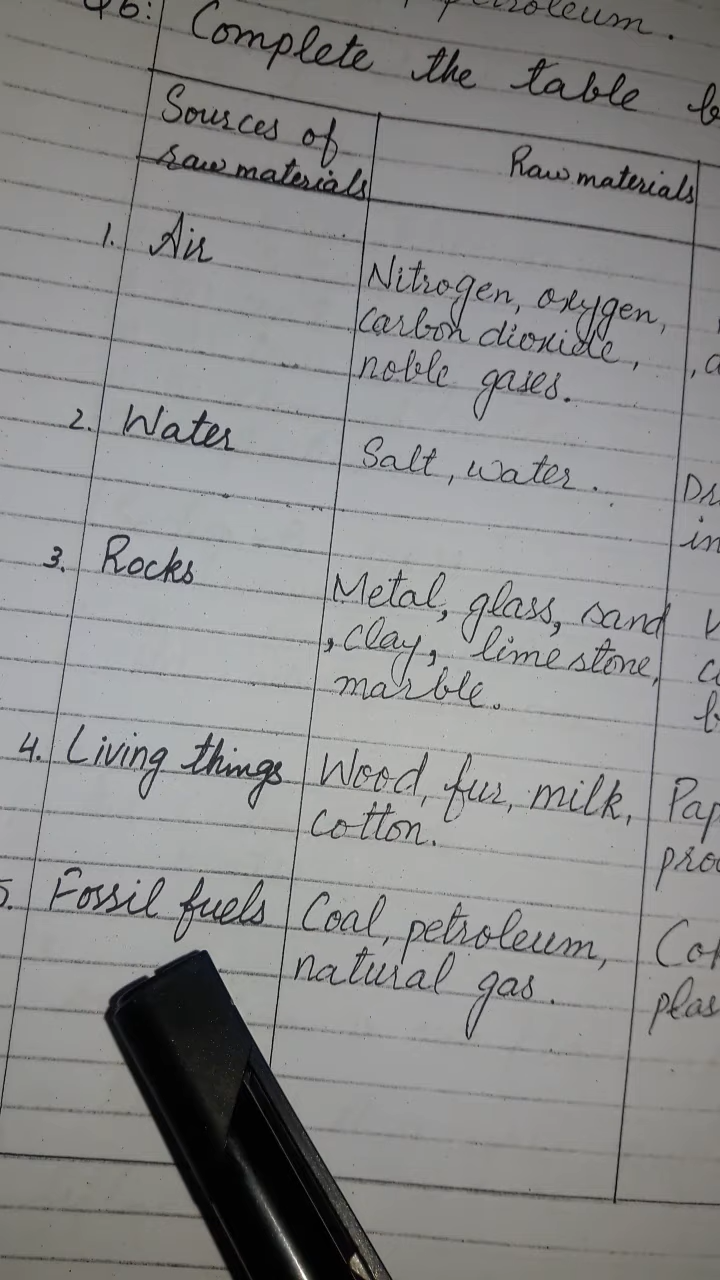 Q6: Complete the table
Sources of
raw materials
Raw materials
1. Air
Nitrogen, oxygen,
carbon dioxide,
noble gases.
2. Water
Salt, water.
3. Rocks
Metal, glass, sand
, clay, limestone,
marble.
4. Living things
Wood, fur, milk,
cotton.
5. Fossil fuels
Coal, petroleum,
natural gas.